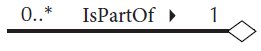 0..* IsPartOf ▸ 1